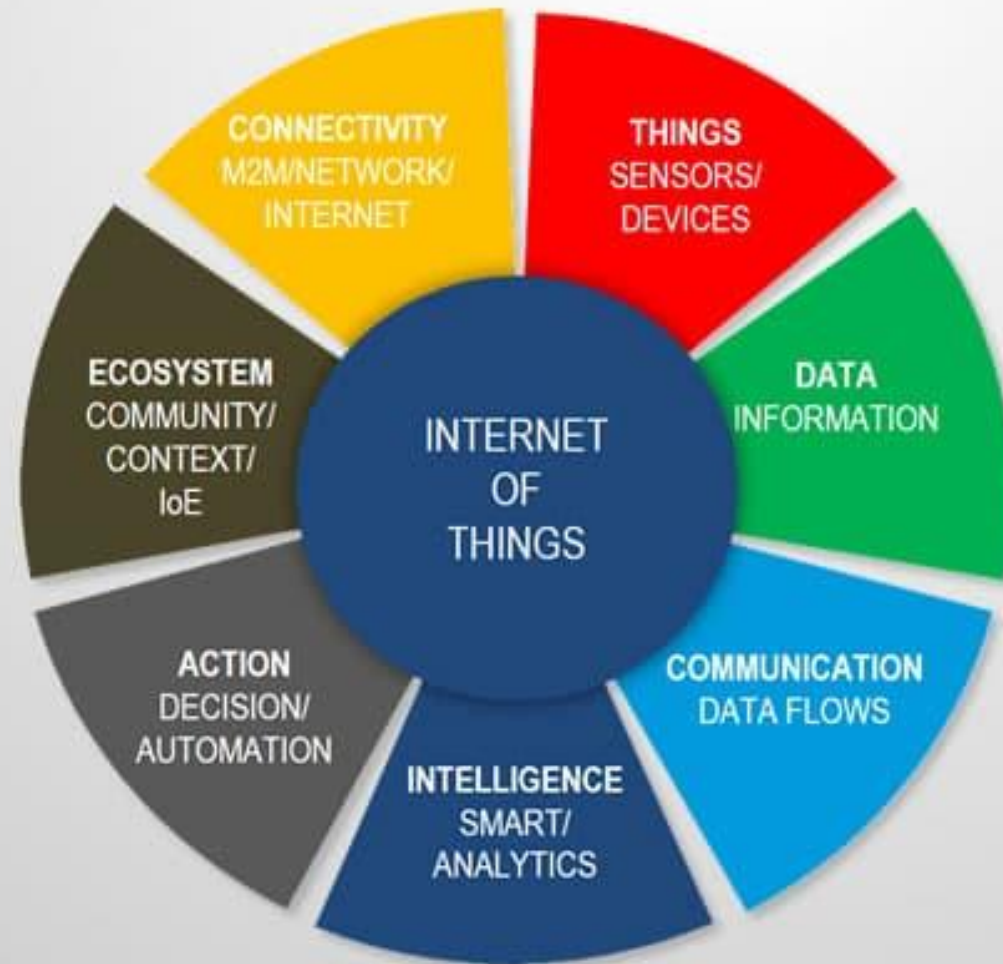 CONNECTIVITY
M2M/NETWORK/
INTERNET
THINGS
SENSORS/
DEVICES
DATA
INFORMATION
COMMUNICATION
DATA FLOWS
INTELLIGENCE
SMART/
ANALYTICS
ACTION
DECISION/
AUTOMATION
ECOSYSTEM
COMMUNITY/
CONTEXT/
IoE
INTERNET
OF
THINGS